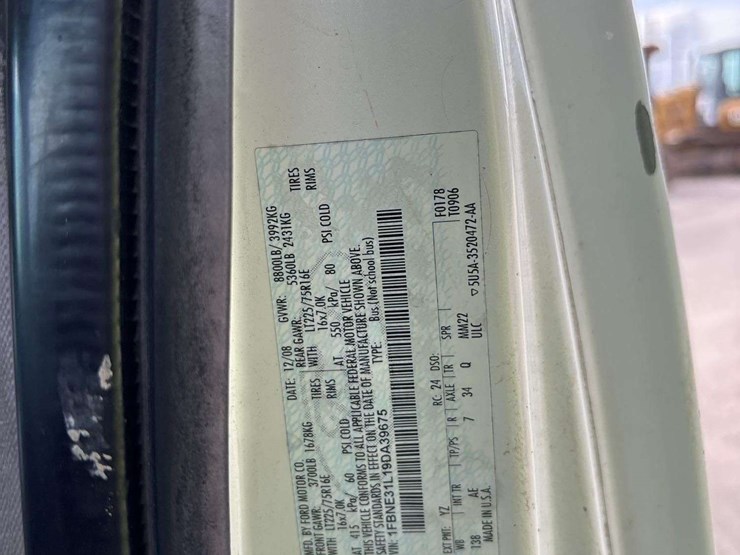 MFD. BY FORD MOTOR CO.
DATE: 12/08 GVWR: 8800LB/ 3992KG
FRONT GAWR: 3700LB 1678KG REAR GAWR: 5360LB 2431KG
LT225/75R16E TIRES WITH LT225/75R16E TIRES
16x7.0K RIMS 16x7.0K RIMS
AT 415 kPa/ 60 PSI COLD AT 550 kPa/ 80 PSI COLD
THIS VEHICLE CONFORMS TO ALL APPLICABLE FEDERAL MOTOR VEHICLE
SAFETY STANDARDS IN EFFECT ON THE DATE OF MANUFACTURE SHOWN ABOVE.
VIN: 1FBNE31L19DA39675 TYPE: Bus (Not school bus)
F0178
T0906
EXT PNT: YZ RC: 24 DSO:
WB INT TR TP/PS R AXLE TR SPR
138 AE 7 34 Q MM22
ULC
MADE IN U.S.A. ▽5U5A-3520472-AA